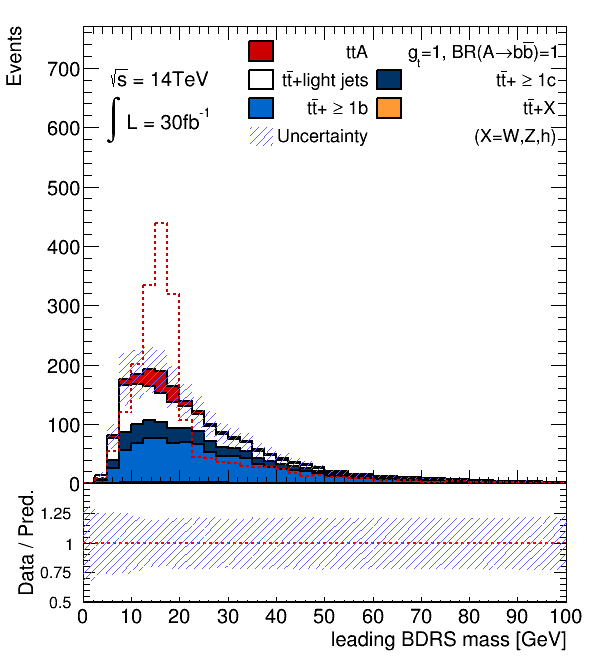 Events
ttA g_t=1, BR(A→bb̅)=1
√s = 14TeV
tt̅+light jets tt̅+ ≥ 1c
∫ L = 30fb⁻¹
tt̅+ ≥ 1b tt̅+X
Uncertainty (X=W,Z,h)
700
600
500
400
300
200
100
0
Data / Pred.
1.25
1
0.75
0.5
0 10 20 30 40 50 60 70 80 90 100
leading BDRS mass [GeV]